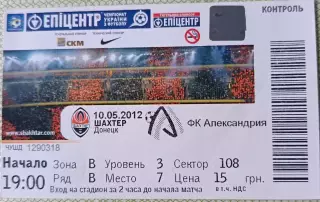 ЕПІЦЕНТР
ЧЕМПІОНАТ УКРАЇНИ З ФУТБОЛУ
ЕПІЦЕНТР
КОНТРОЛЬ
СКМ
10.05.2012
ШАХТЕР
Донецк
ФК Александрия
www.shakhtar.com
ЧНШД 1290318
Начало Зона В Уровень 3 Сектор 108
19:00 Ряд В Место 7 Цена 15 грн.
Вход на стадион за 2 часа до начала матча в т.ч. НДС